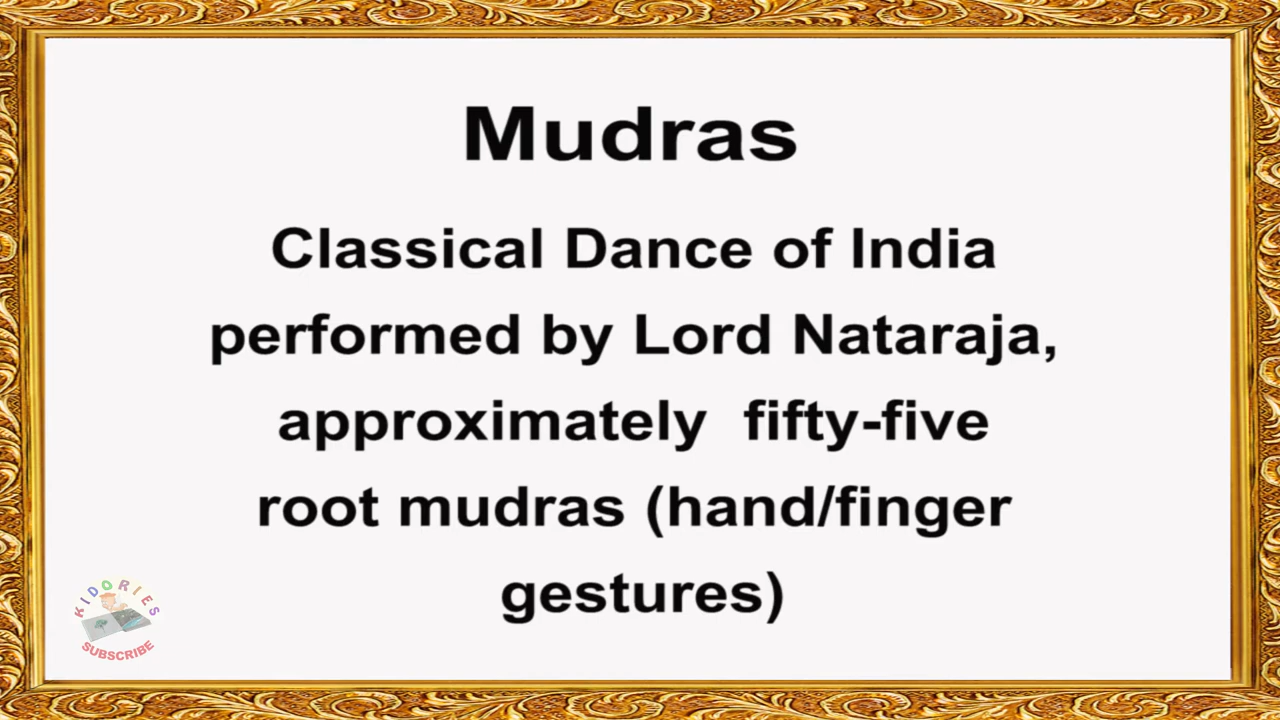 Mudras
Classical Dance of India
performed by Lord Nataraja,
approximately fifty-five
root mudras (hand/finger
gestures)
KIDORIES
SUBSCRIBE